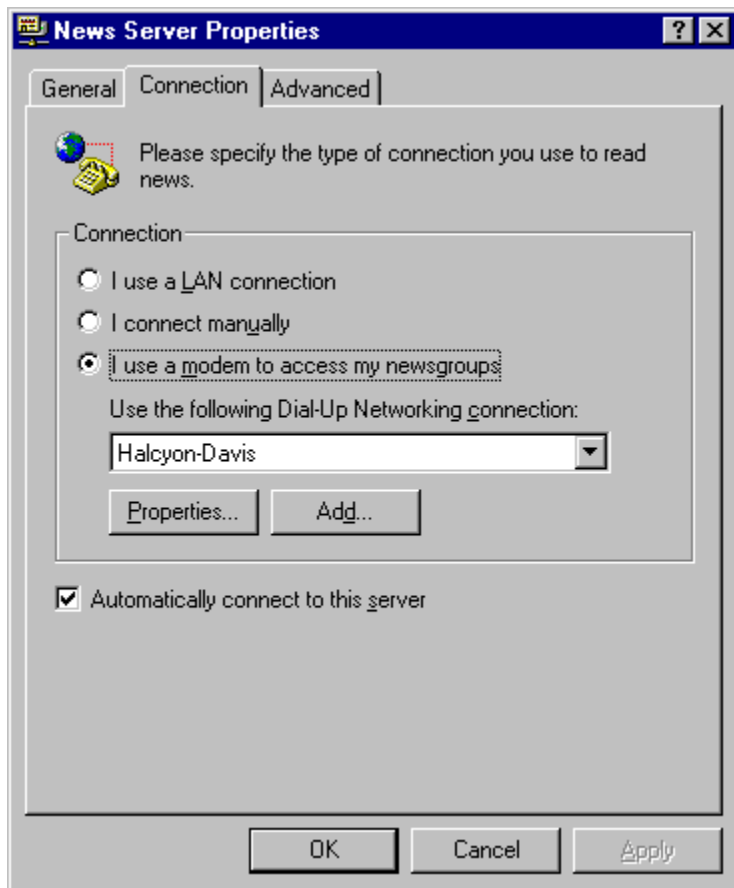 News Server Properties
General Connection Advanced
Please specify the type of connection you use to read
news.
Connection
I use a LAN connection
I connect manually
I use a modem to access my newsgroups
Use the following Dial-Up Networking connection:
Halcyon-Davis
Properties... Add...
Automatically connect to this server
OK Cancel Apply